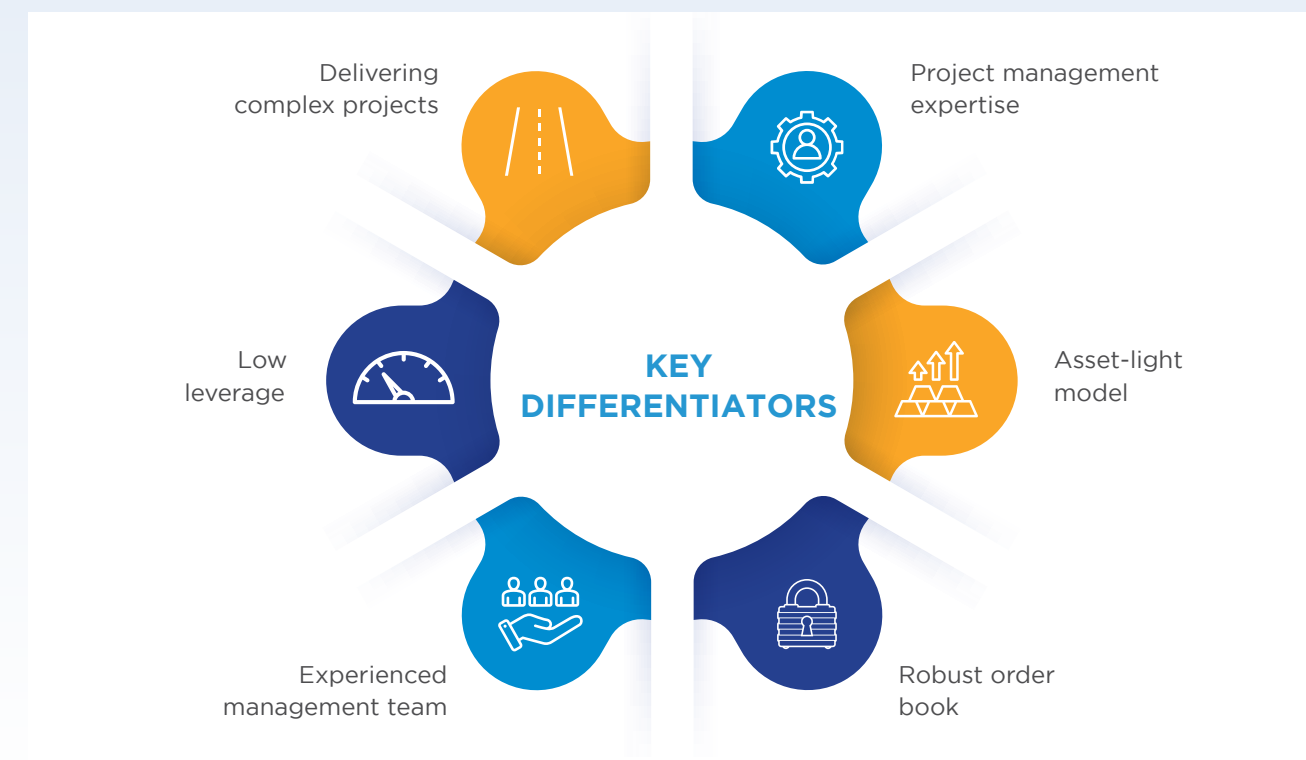 Delivering
complex projects
Project management
expertise
Low
leverage
KEY
DIFFERENTIATORS
Asset-light
model
Experienced
management team
Robust order
book